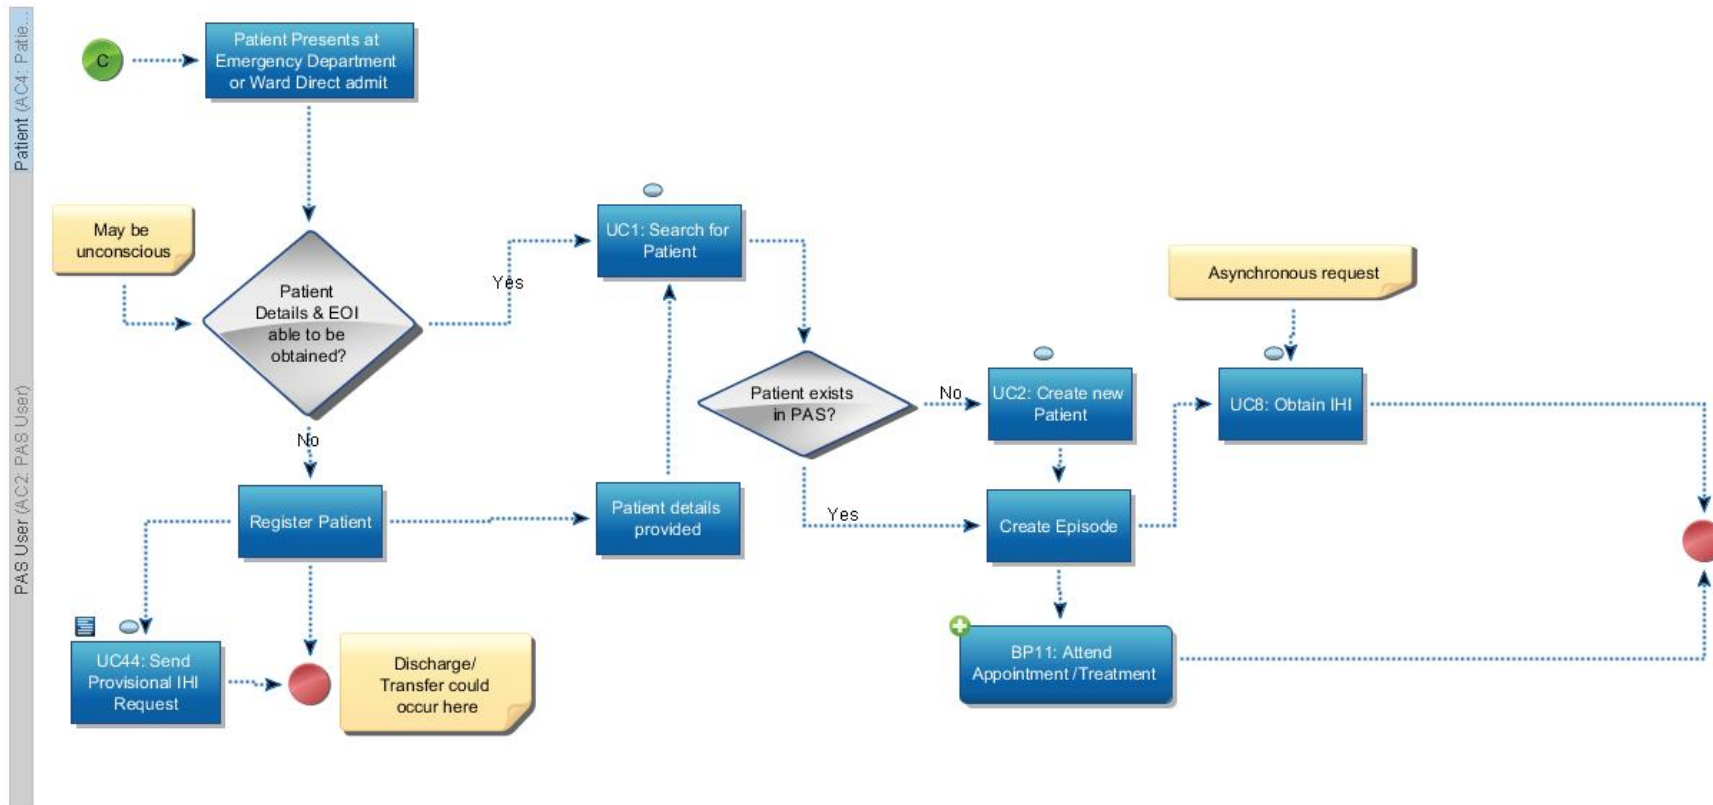 Patient (AC4: Patie...
C
Patient Presents at
Emergency Department
or Ward Direct admit
PAS User (AC2: PAS User)
May be
unconscious
Patient
Details & EOI
able to be
obtained?
Yes
No
UC1: Search for
Patient
Asynchronous request
Patient exists
in PAS?
No
Yes
UC2: Create new
Patient
UC8: Obtain IHI
Register Patient
Patient details
provided
Create Episode
UC44: Send
Provisional IHI
Request
Discharge/
Transfer could
occur here
BP11: Attend
Appointment /Treatment